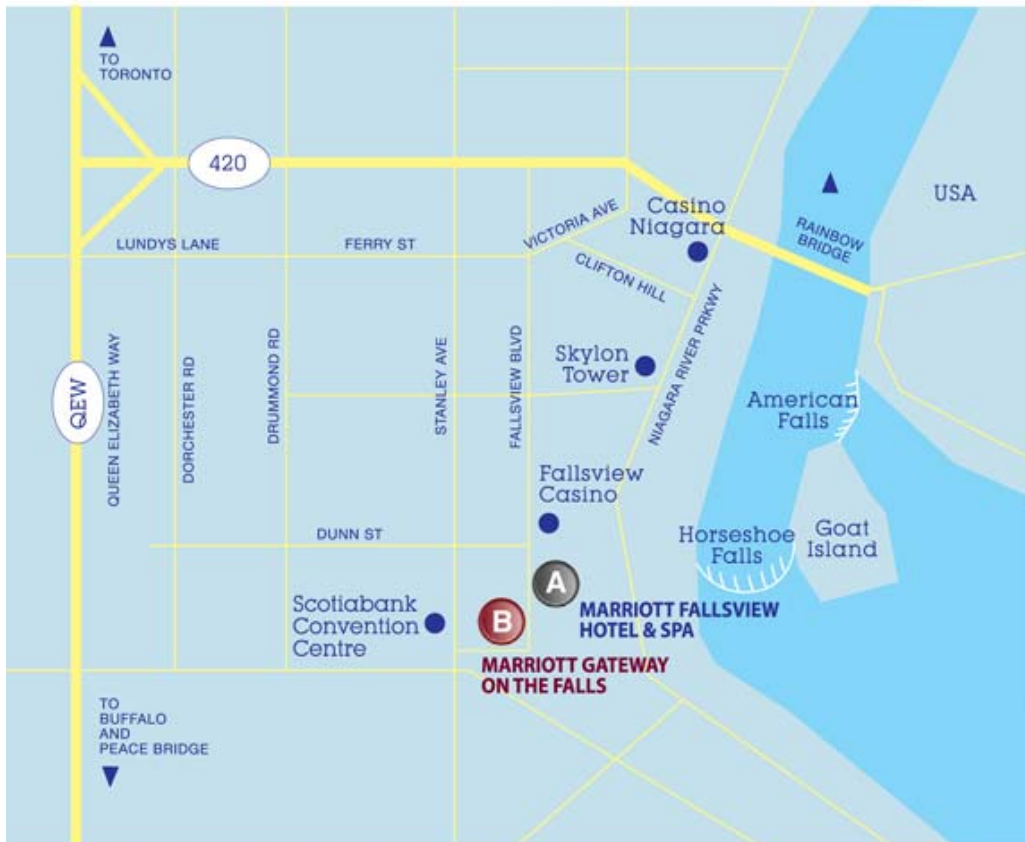 TO
TORONTO
420
USA
Casino
Niagara
RAINBOW
BRIDGE
VICTORIA AVE
LUNDYS LANE
FERRY ST
CLIFTON HILL
QEW
QUEEN ELIZABETH WAY
DORCHESTER RD
DRUMMOND RD
STANLEY AVE
FALLSVIEW BLVD
Skylon
Tower
NIAGARA RIVER PRKWY
American
Falls
Fallsview
Casino
DUNN ST
Horseshoe
Falls
Goat
Island
A
MARRIOTT FALLSVIEW
HOTEL & SPA
Scotiabank
Convention
Centre
B
MARRIOTT GATEWAY
ON THE FALLS
TO
BUFFALO
AND
PEACE BRIDGE